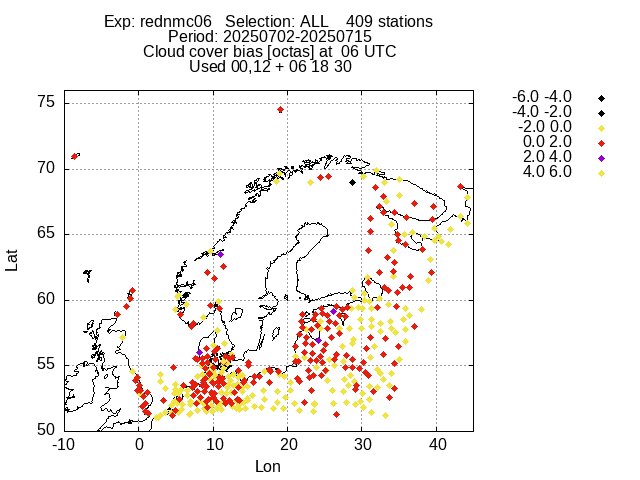 Exp: rednmc06 Selection: ALL 409 stations
Period: 20250702-20250715
Cloud cover bias [octas] at 06 UTC
Used 00,12 + 06 18 30
-6.0 -4.0
-4.0 -2.0
-2.0 0.0
0.0 2.0
2.0 4.0
4.0 6.0
75
70
65
60
55
50
Lat
-10 0 10 20 30 40
Lon